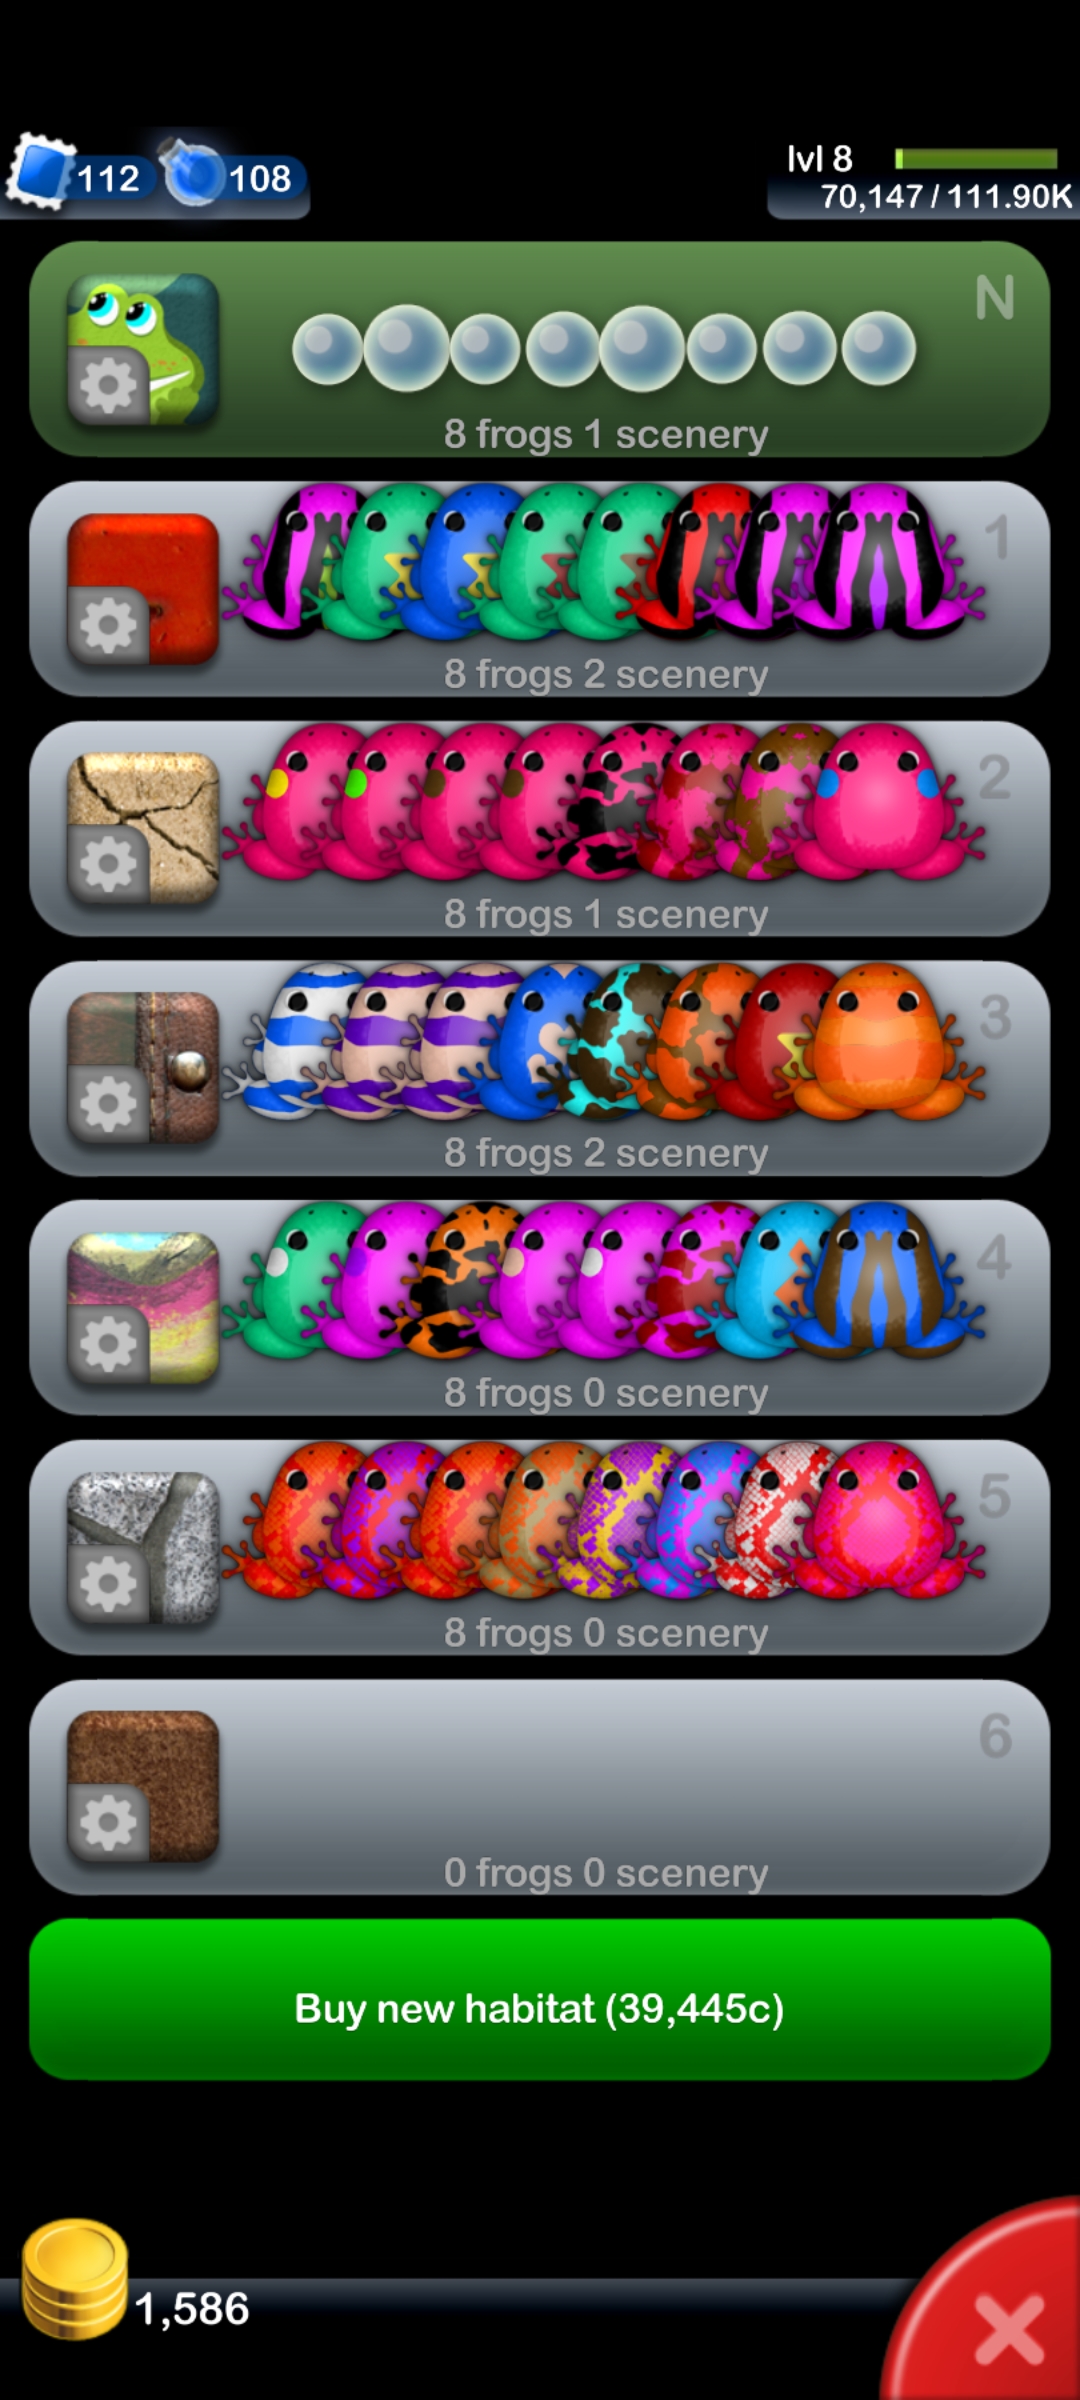 112 108
lvl 8
70,147 / 111.90K
N
8 frogs 1 scenery
1
8 frogs 2 scenery
2
8 frogs 1 scenery
3
8 frogs 2 scenery
4
8 frogs 0 scenery
5
8 frogs 0 scenery
6
0 frogs 0 scenery
Buy new habitat (39,445c)
1,586